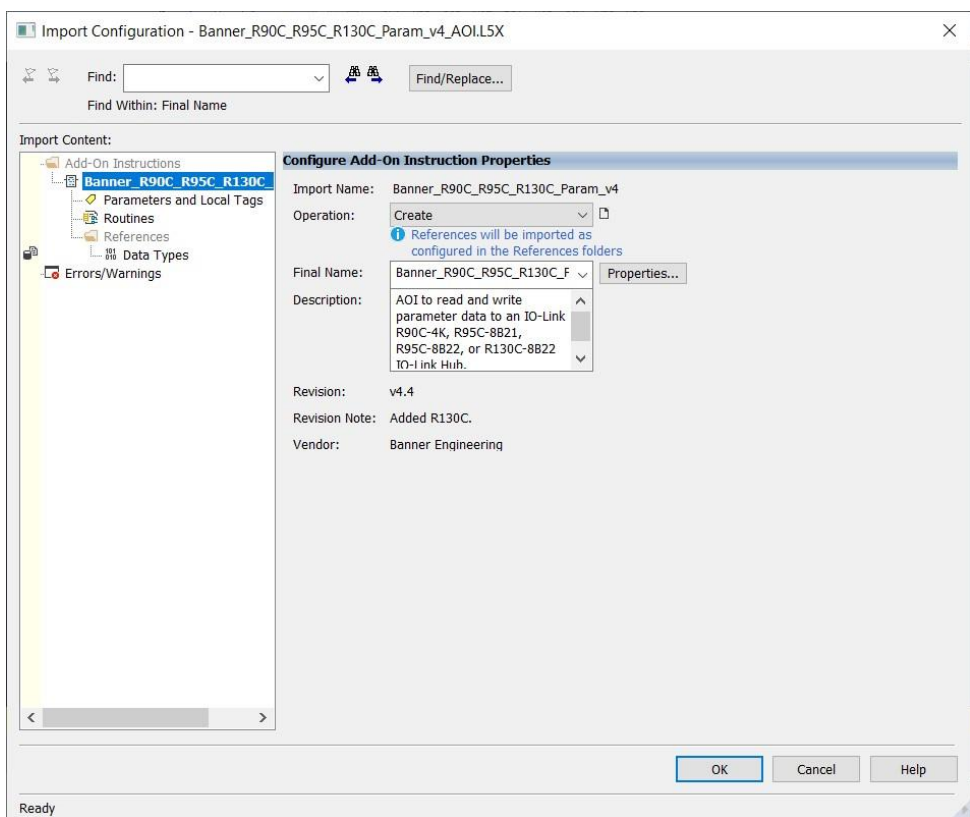 Import Configuration - Banner_R90C_R95C_R130C_Param_v4_AOI.L5X
Find:
Find/Replace...
Find Within: Final Name
Import Content:
Add-On Instructions
Banner_R90C_R95C_R130C_
Parameters and Local Tags
Routines
References
Data Types
Errors/Warnings
Configure Add-On Instruction Properties
Import Name: Banner_R90C_R95C_R130C_Param_v4
Operation: Create
References will be imported as
configured in the References folders
Final Name: Banner_R90C_R95C_R130C_F Properties...
Description: AOI to read and write
parameter data to an IO-Link
R90C-4K, R95C-8B21,
R95C-8B22, or R130C-8B22
IO-Link Hub.
Revision: v4.4
Revision Note: Added R130C.
Vendor: Banner Engineering
OK Cancel Help
Ready